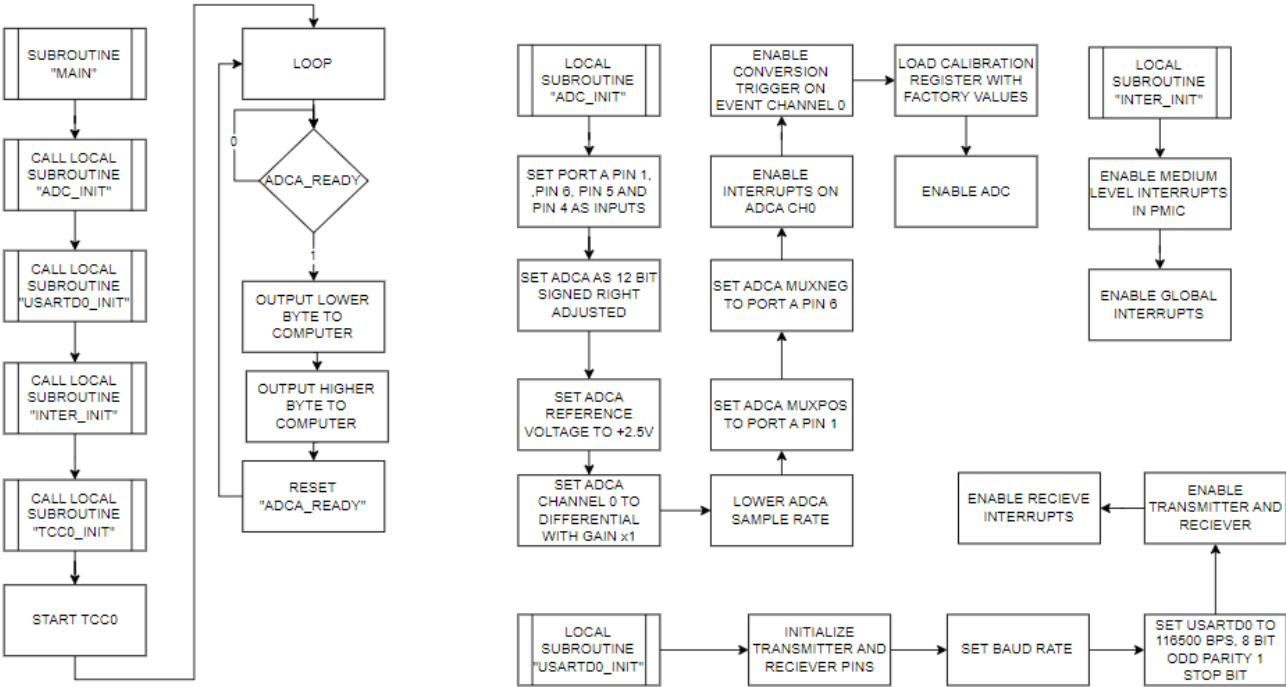 SUBROUTINE
"MAIN"
CALL LOCAL
SUBROUTINE
"ADC_INIT"
CALL LOCAL
SUBROUTINE
"USARTD0_INIT"
CALL LOCAL
SUBROUTINE
"INTER_INIT"
CALL LOCAL
SUBROUTINE
"TCC0_INIT"
START TCC0
LOOP
0
ADCA_READY
1
OUTPUT LOWER
BYTE TO
COMPUTER
OUTPUT HIGHER
BYTE TO
COMPUTER
RESET
"ADCA_READY"
LOCAL
SUBROUTINE
"ADC_INIT"
SET PORT A PIN 1,
,PIN 6, PIN 5 AND
PIN 4 AS INPUTS
SET ADCA AS 12 BIT
SIGNED RIGHT
ADJUSTED
SET ADCA
REFERENCE
VOLTAGE TO +2.5V
SET ADCA
CHANNEL 0 TO
DIFFERENTIAL
WITH GAIN x1
LOWER ADCA
SAMPLE RATE
SET ADCA MUXPOS
TO PORT A PIN 1
SET ADCA MUXNEG
TO PORT A PIN 6
ENABLE
INTERRUPTS ON
ADCA CH0
ENABLE
CONVERSION
TRIGGER ON
EVENT CHANNEL 0
LOAD CALIBRATION
REGISTER WITH
FACTORY VALUES
ENABLE ADC
LOCAL
SUBROUTINE
"INTER_INIT"
ENABLE MEDIUM
LEVEL INTERRUPTS
IN PMIC
ENABLE GLOBAL
INTERRUPTS
LOCAL
SUBROUTINE
"USARTD0_INIT"
INITIALIZE
TRANSMITTER AND
RECIEVER PINS
SET BAUD RATE
SET USARTD0 TO
116500 BPS, 8 BIT
ODD PARITY 1
STOP BIT
ENABLE
TRANSMITTER AND
RECIEVER
ENABLE RECIEVE
INTERRUPTS